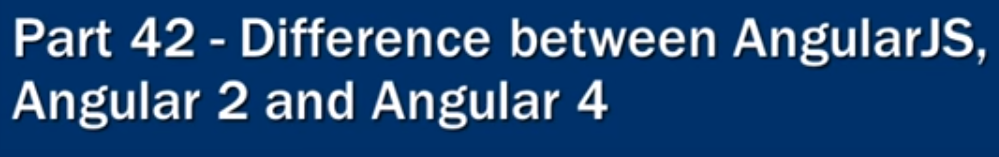 Part 42 - Difference between AngularJS,
Angular 2 and Angular 4